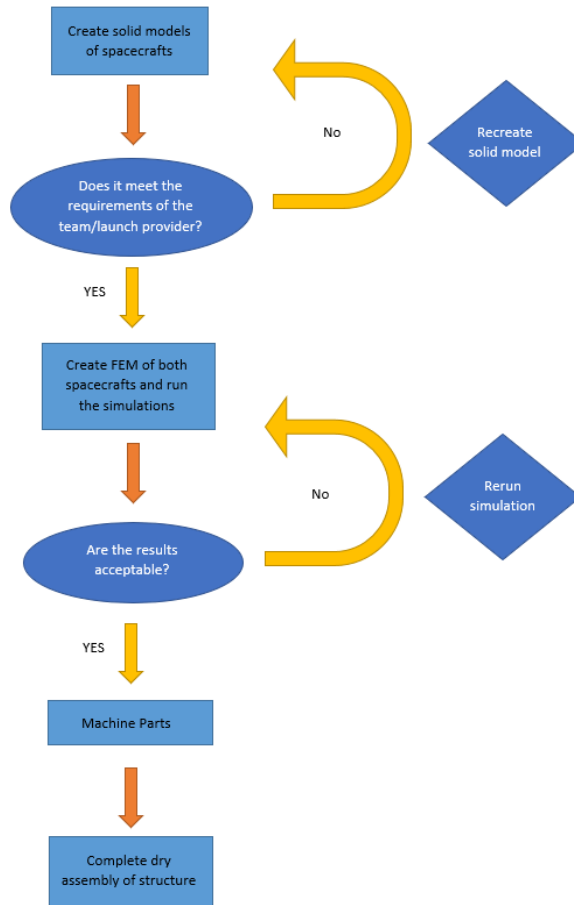 Create solid models
of spacecrafts
No
Recreate
solid model
Does it meet the
requirements of the
team/launch provider?
YES
Create FEM of both
spacecrafts and run
the simulations
No
Rerun
simulation
Are the results
acceptable?
YES
Machine Parts
Complete dry
assembly of structure